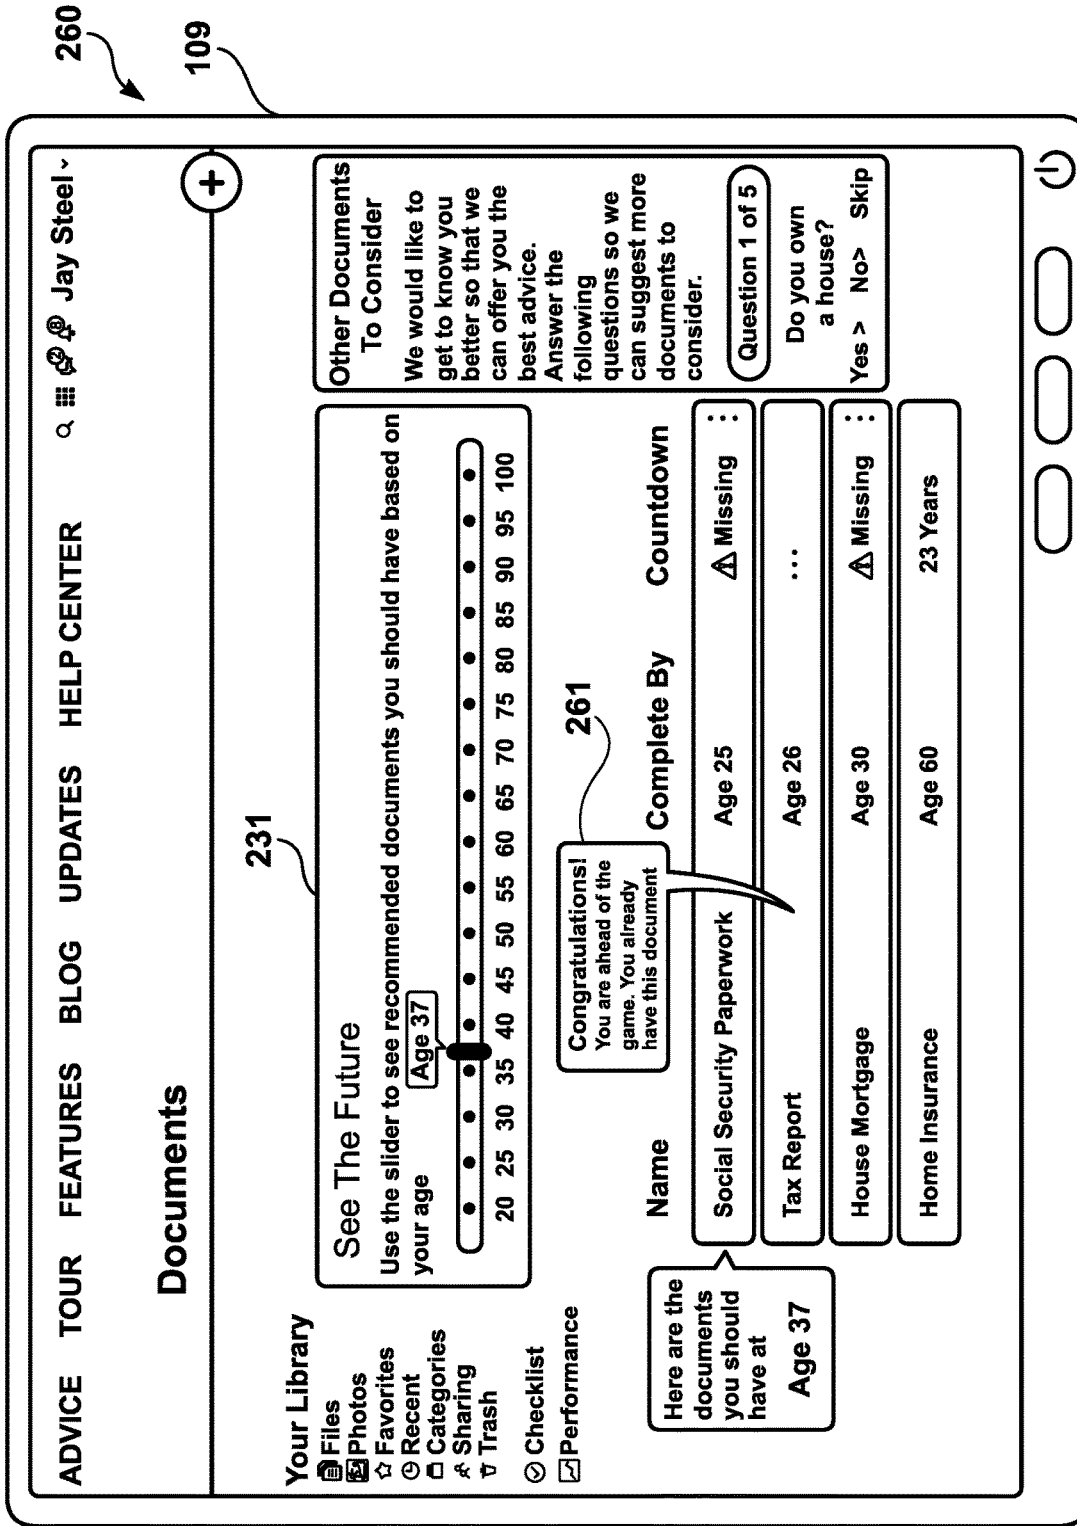 260
109
ADVICE TOUR FEATURES BLOG UPDATES HELP CENTER 2 8 Jay Steel
Documents
+
Your Library
Files
Photos
Favorites
Recent
Categories
Sharing
Trash
Checklist
Performance
231
See The Future
Use the slider to see recommended documents you should have based on
your age
Age 37
20 25 30 35 40 45 50 55 60 65 70 75 80 85 90 95 100
Other Documents
To Consider
We would like to
get to know you
better so that we
can offer you the
best advice.
Answer the
following
questions so we
can suggest more
documents to
consider.
Question 1 of 5
Do you own
a house?
Yes > No> Skip
261
Congratulations!
You are ahead of the
game. You already
have this document
Here are the
documents
you should
have at
Age 37
Name Complete By Countdown
Social Security Paperwork Age 25 Missing
Tax Report Age 26 ...
House Mortgage Age 30 Missing
Home Insurance Age 60 23 Years